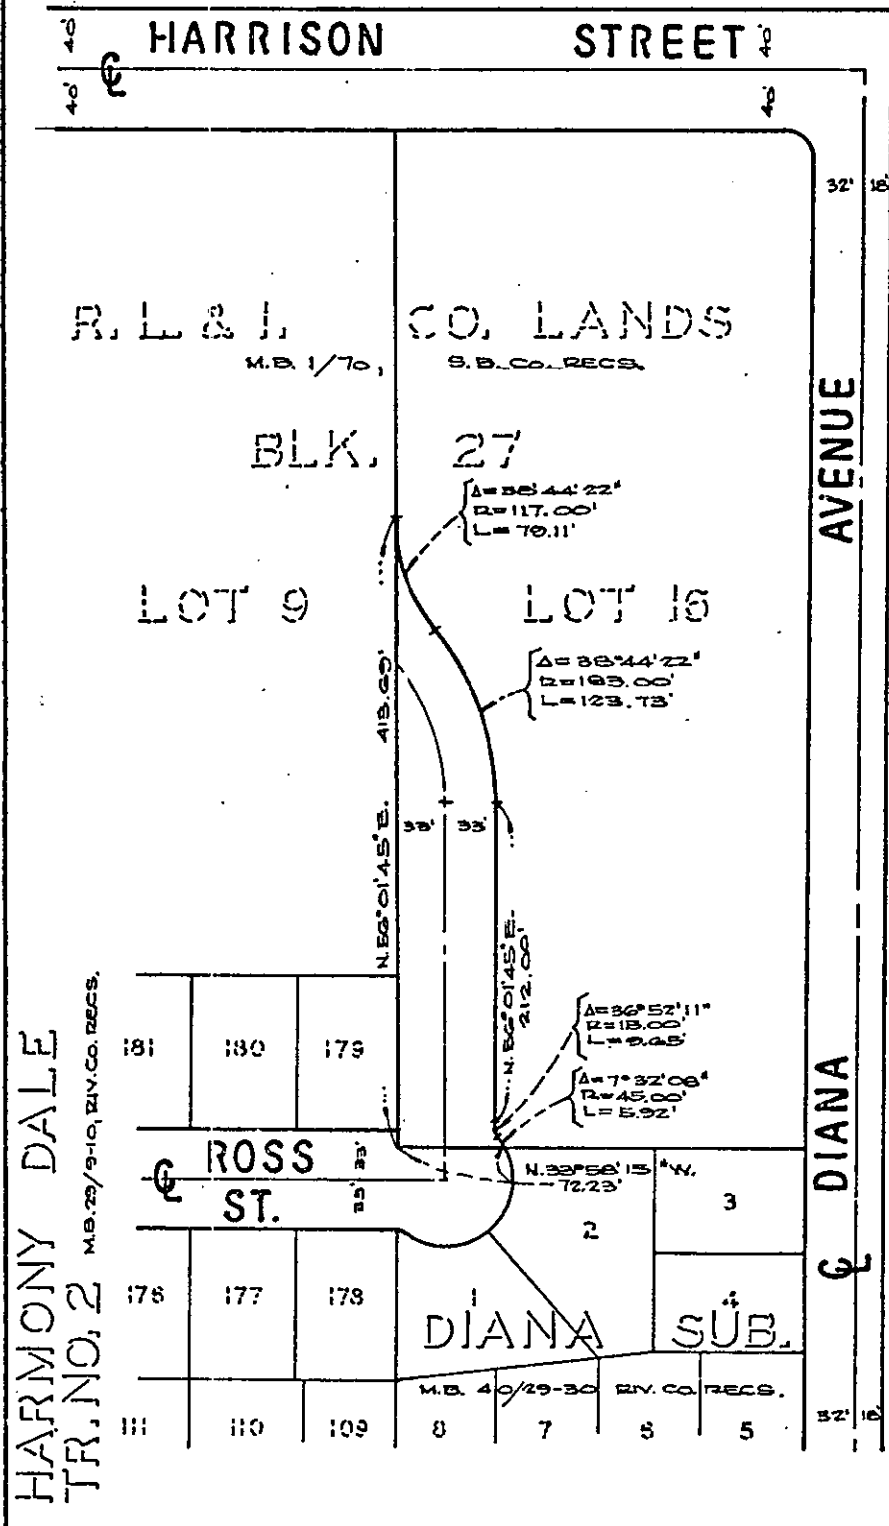 HARRISON STREET
40'
40'
40'
40'
℄
32' 18'
R. L. & I. CO. LANDS
M.B. 1/70, S.B. Co. RECS.
BLK. 27
Δ=38°44'22"
R=117.00'
L=79.11'
LOT 9
LOT 16
Δ=38°44'22"
R=183.00'
L=123.73'
AVENUE
N.56°01'45"E. 413.69'
33' 33'
N.56°01'45"E.
212.00'
Δ=36°52'11"
R=15.00'
L=9.65'
Δ=7°32'08"
R=45.00'
L=5.92'
N.33°58'15"W.
72.23'
181 180 179
℄ ROSS
ST.
33'
33'
2
3
DIANA
℄
176 177 178
1
4
DIANA SUB.
M.B. 40/29-30 RIV. CO. RECS.
111 110 109 8 7 6 5
32' 18'
HARMONY DALE
TR. NO. 2 M.B. 29/9-10, RIV. Co. RECS.